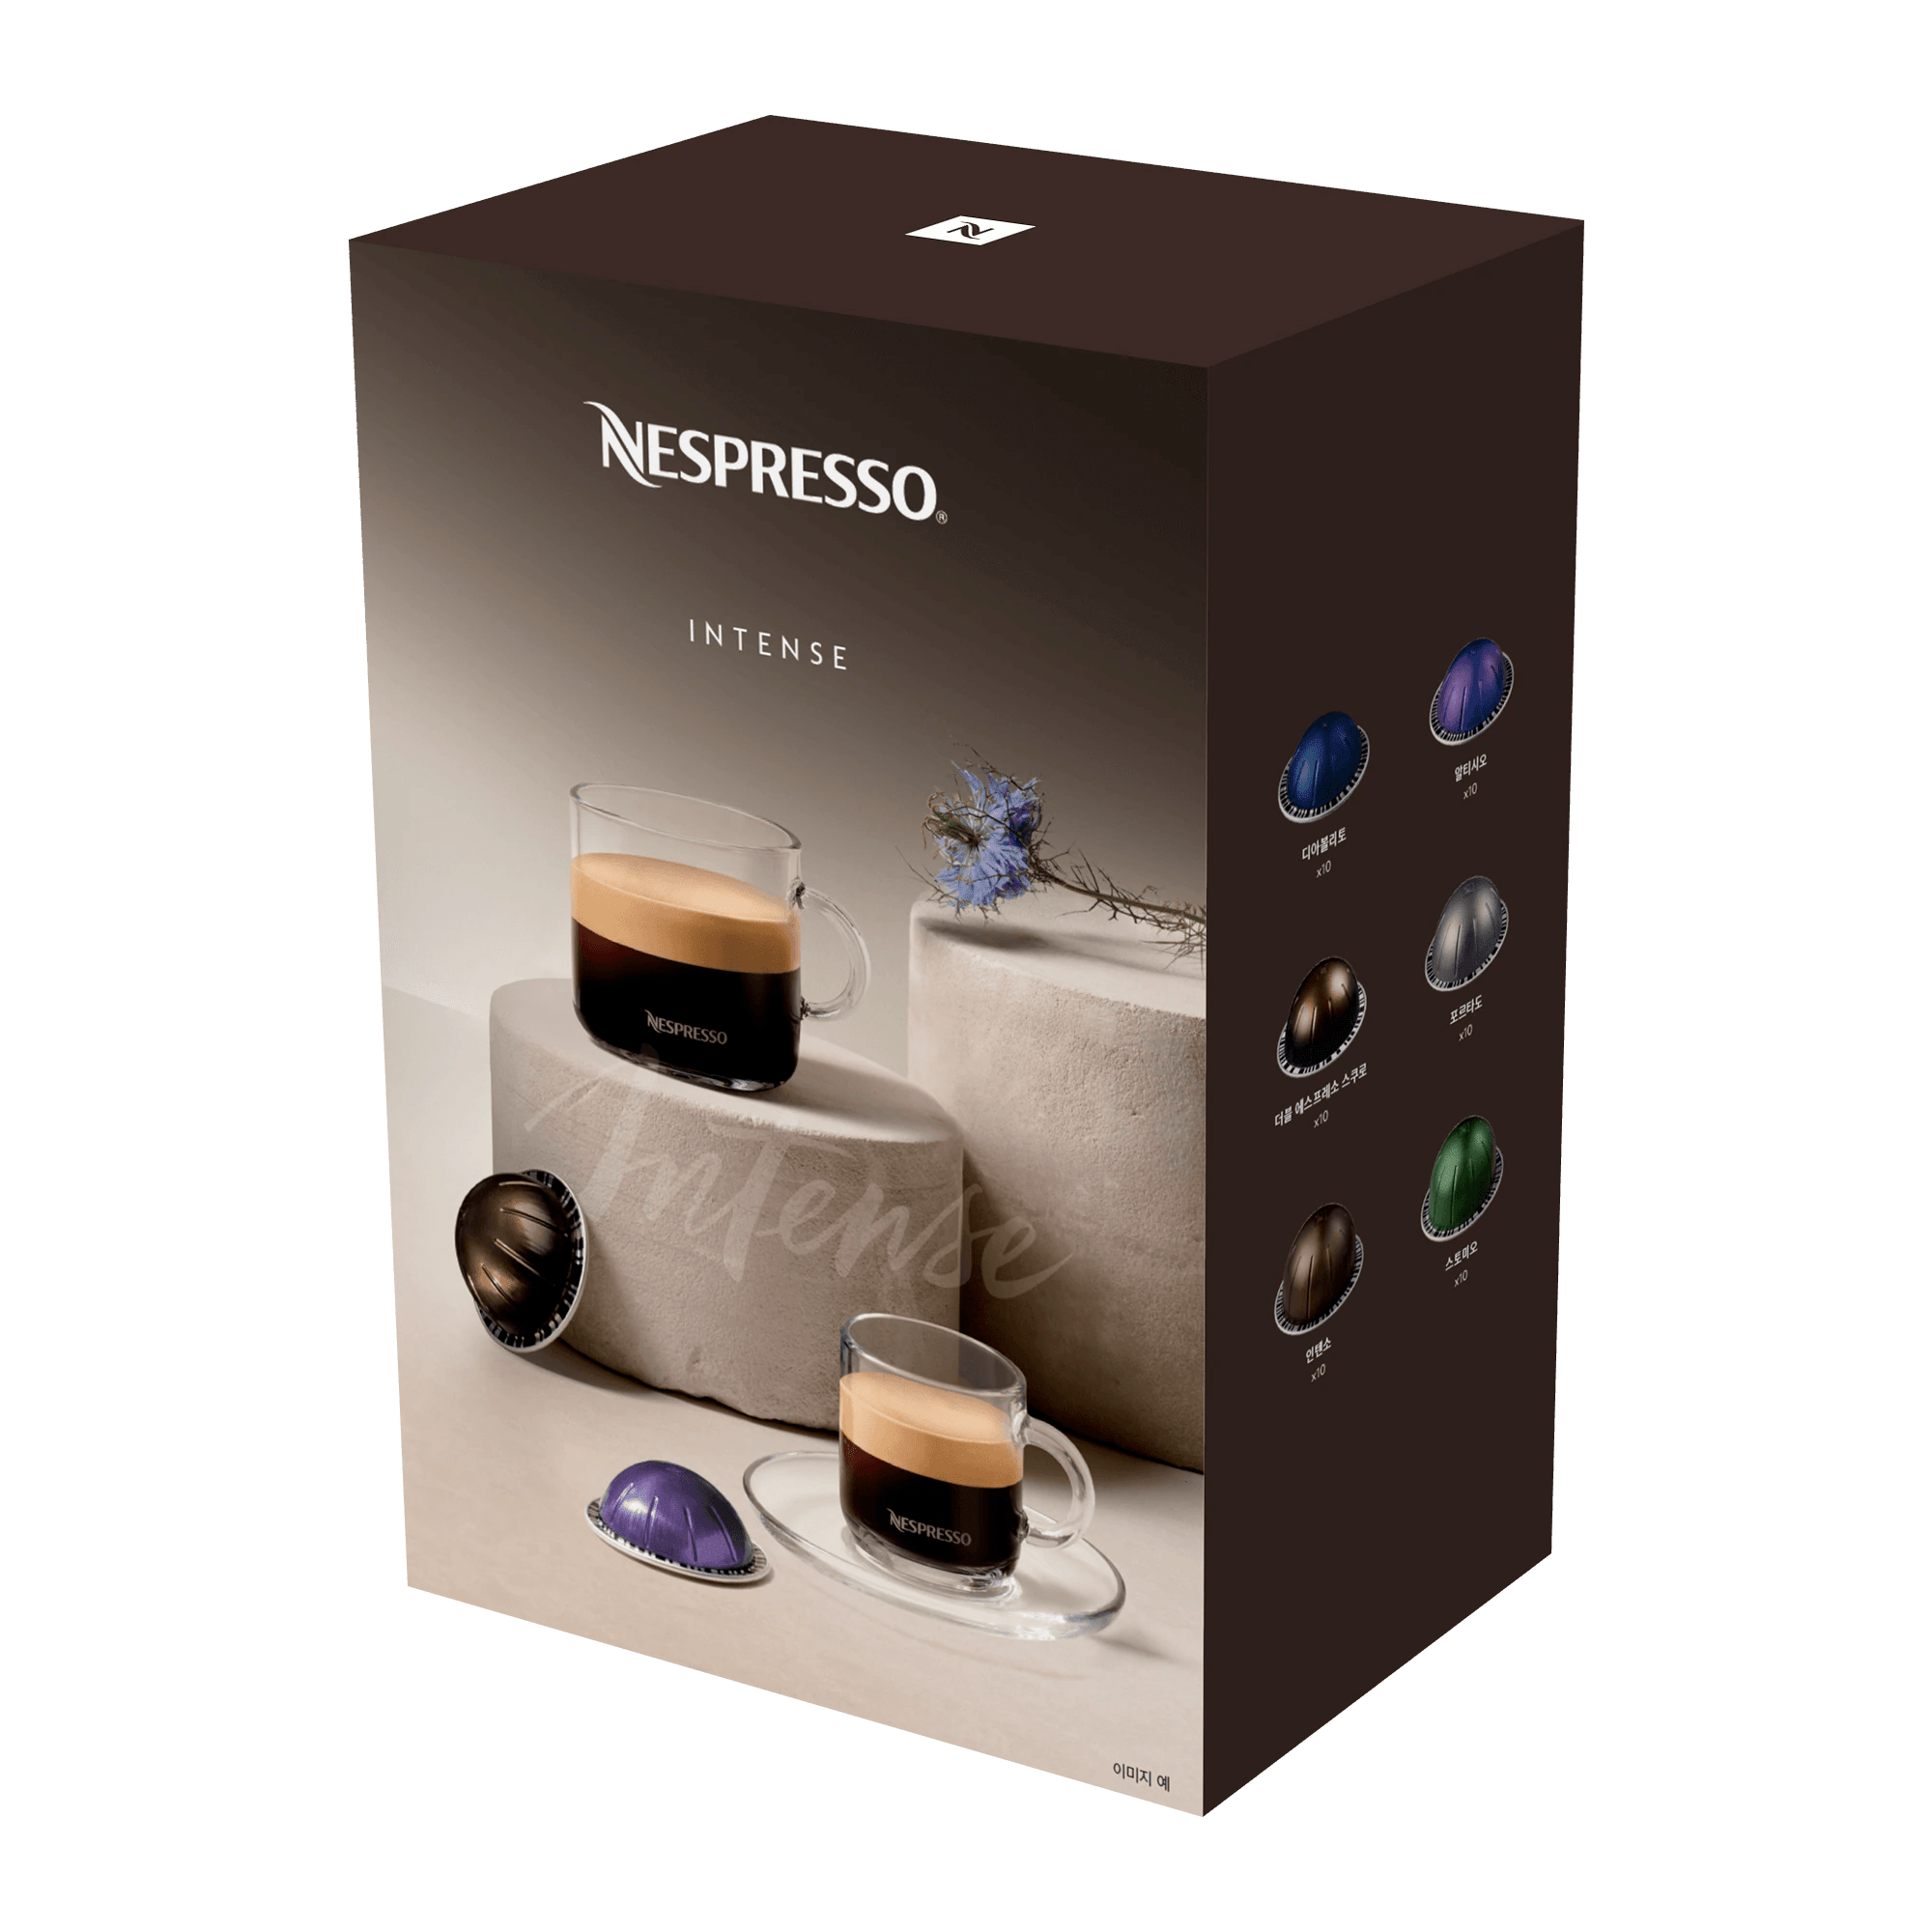 N
NESPRESSO®
INTENSE
NESPRESSO
Intense
NESPRESSO
이미지 예
알티시오
x10
디아볼리토
x10
포르타도
x10
더블 에스프레소 스쿠로
x10
스토미오
x10
인텐소
x10